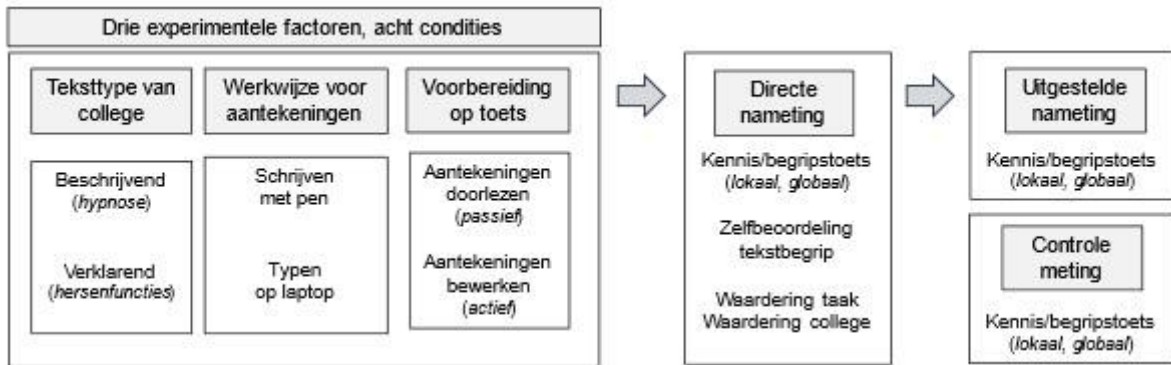 Drie experimentele factoren, acht condities
Teksttype van
college
Beschrijvend
(hypnose)
Verklarend
(hersenfuncties)
Werkwijze voor
aantekeningen
Schrijven
met pen
Typen
op laptop
Voorbereiding
op toets
Aantekeningen
doorlezen
(passief)
Aantekeningen
bewerken
(actief)
Directe
nameting
Kennis/begripstoets
(lokaal, globaal)
Zelfbeoordeling
tekstbegrip
Waardering taak
Waardering college
Uitgestelde
nameting
Kennis/begripstoets
(lokaal, globaal)
Controle
meting
Kennis/begripstoets
(lokaal, globaal)